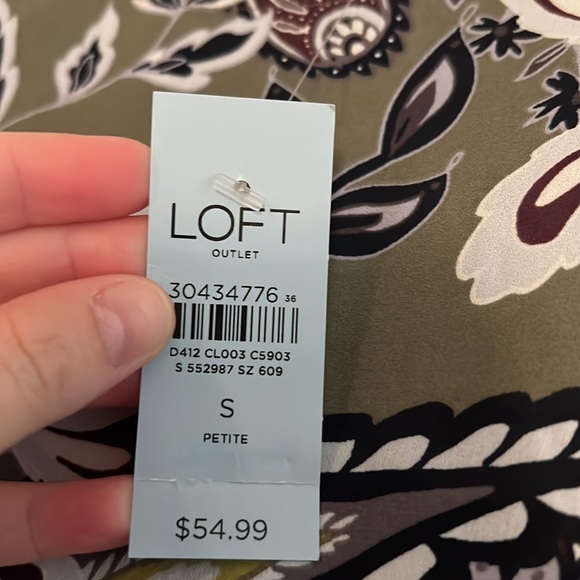 LOFT
OUTLET
30434776 36
D412 CL003 C5903
S 552987 SZ 609
S
PETITE
$54.99